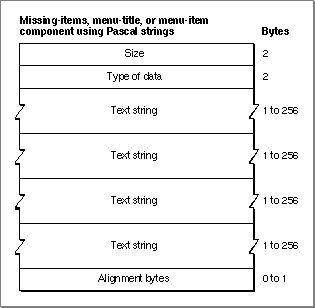 Missing-items, menu-title, or menu-item
component using Pascal strings Bytes
Size 2
Type of data 2
Text string 1 to 256
Text string 1 to 256
Text string 1 to 256
Text string 1 to 256
Alignment bytes 0 to 1